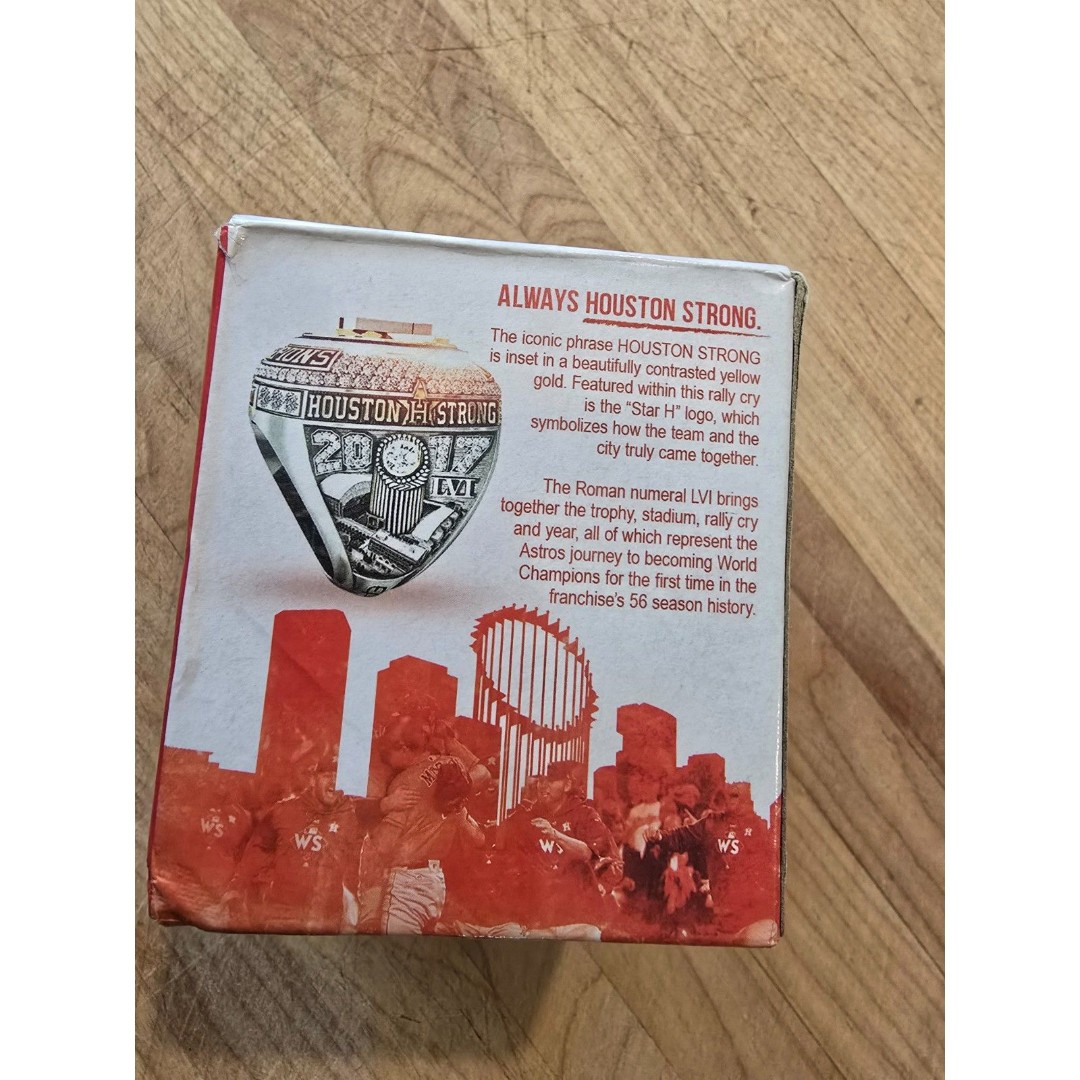 ALWAYS HOUSTON STRONG.
The iconic phrase HOUSTON STRONG
is inset in a beautifully contrasted yellow
gold. Featured within this rally cry
is the “Star H” logo, which
symbolizes how the team and the
city truly came together.
The Roman numeral LVI brings
together the trophy, stadium, rally cry
and year, all of which represent the
Astros journey to becoming World
Champions for the first time in the
franchise's 56 season history.
HOUSTON H STRONG
2017
LVI
WS
WS
WS
WS